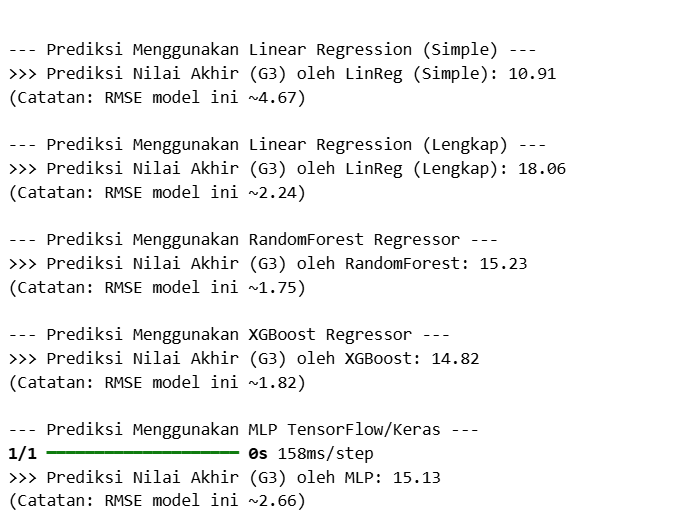 --- Prediksi Menggunakan Linear Regression (Simple) ---
>>> Prediksi Nilai Akhir (G3) oleh LinReg (Simple): 10.91
(Catatan: RMSE model ini ~4.67)
--- Prediksi Menggunakan Linear Regression (Lengkap) ---
>>> Prediksi Nilai Akhir (G3) oleh LinReg (Lengkap): 18.06
(Catatan: RMSE model ini ~2.24)
--- Prediksi Menggunakan RandomForest Regressor ---
>>> Prediksi Nilai Akhir (G3) oleh RandomForest: 15.23
(Catatan: RMSE model ini ~1.75)
--- Prediksi Menggunakan XGBoost Regressor ---
>>> Prediksi Nilai Akhir (G3) oleh XGBoost: 14.82
(Catatan: RMSE model ini ~1.82)
--- Prediksi Menggunakan MLP TensorFlow/Keras ---
1/1 ━━━━━━━━━━━━━━━━━━━━ 0s 158ms/step
>>> Prediksi Nilai Akhir (G3) oleh MLP: 15.13
(Catatan: RMSE model ini ~2.66)